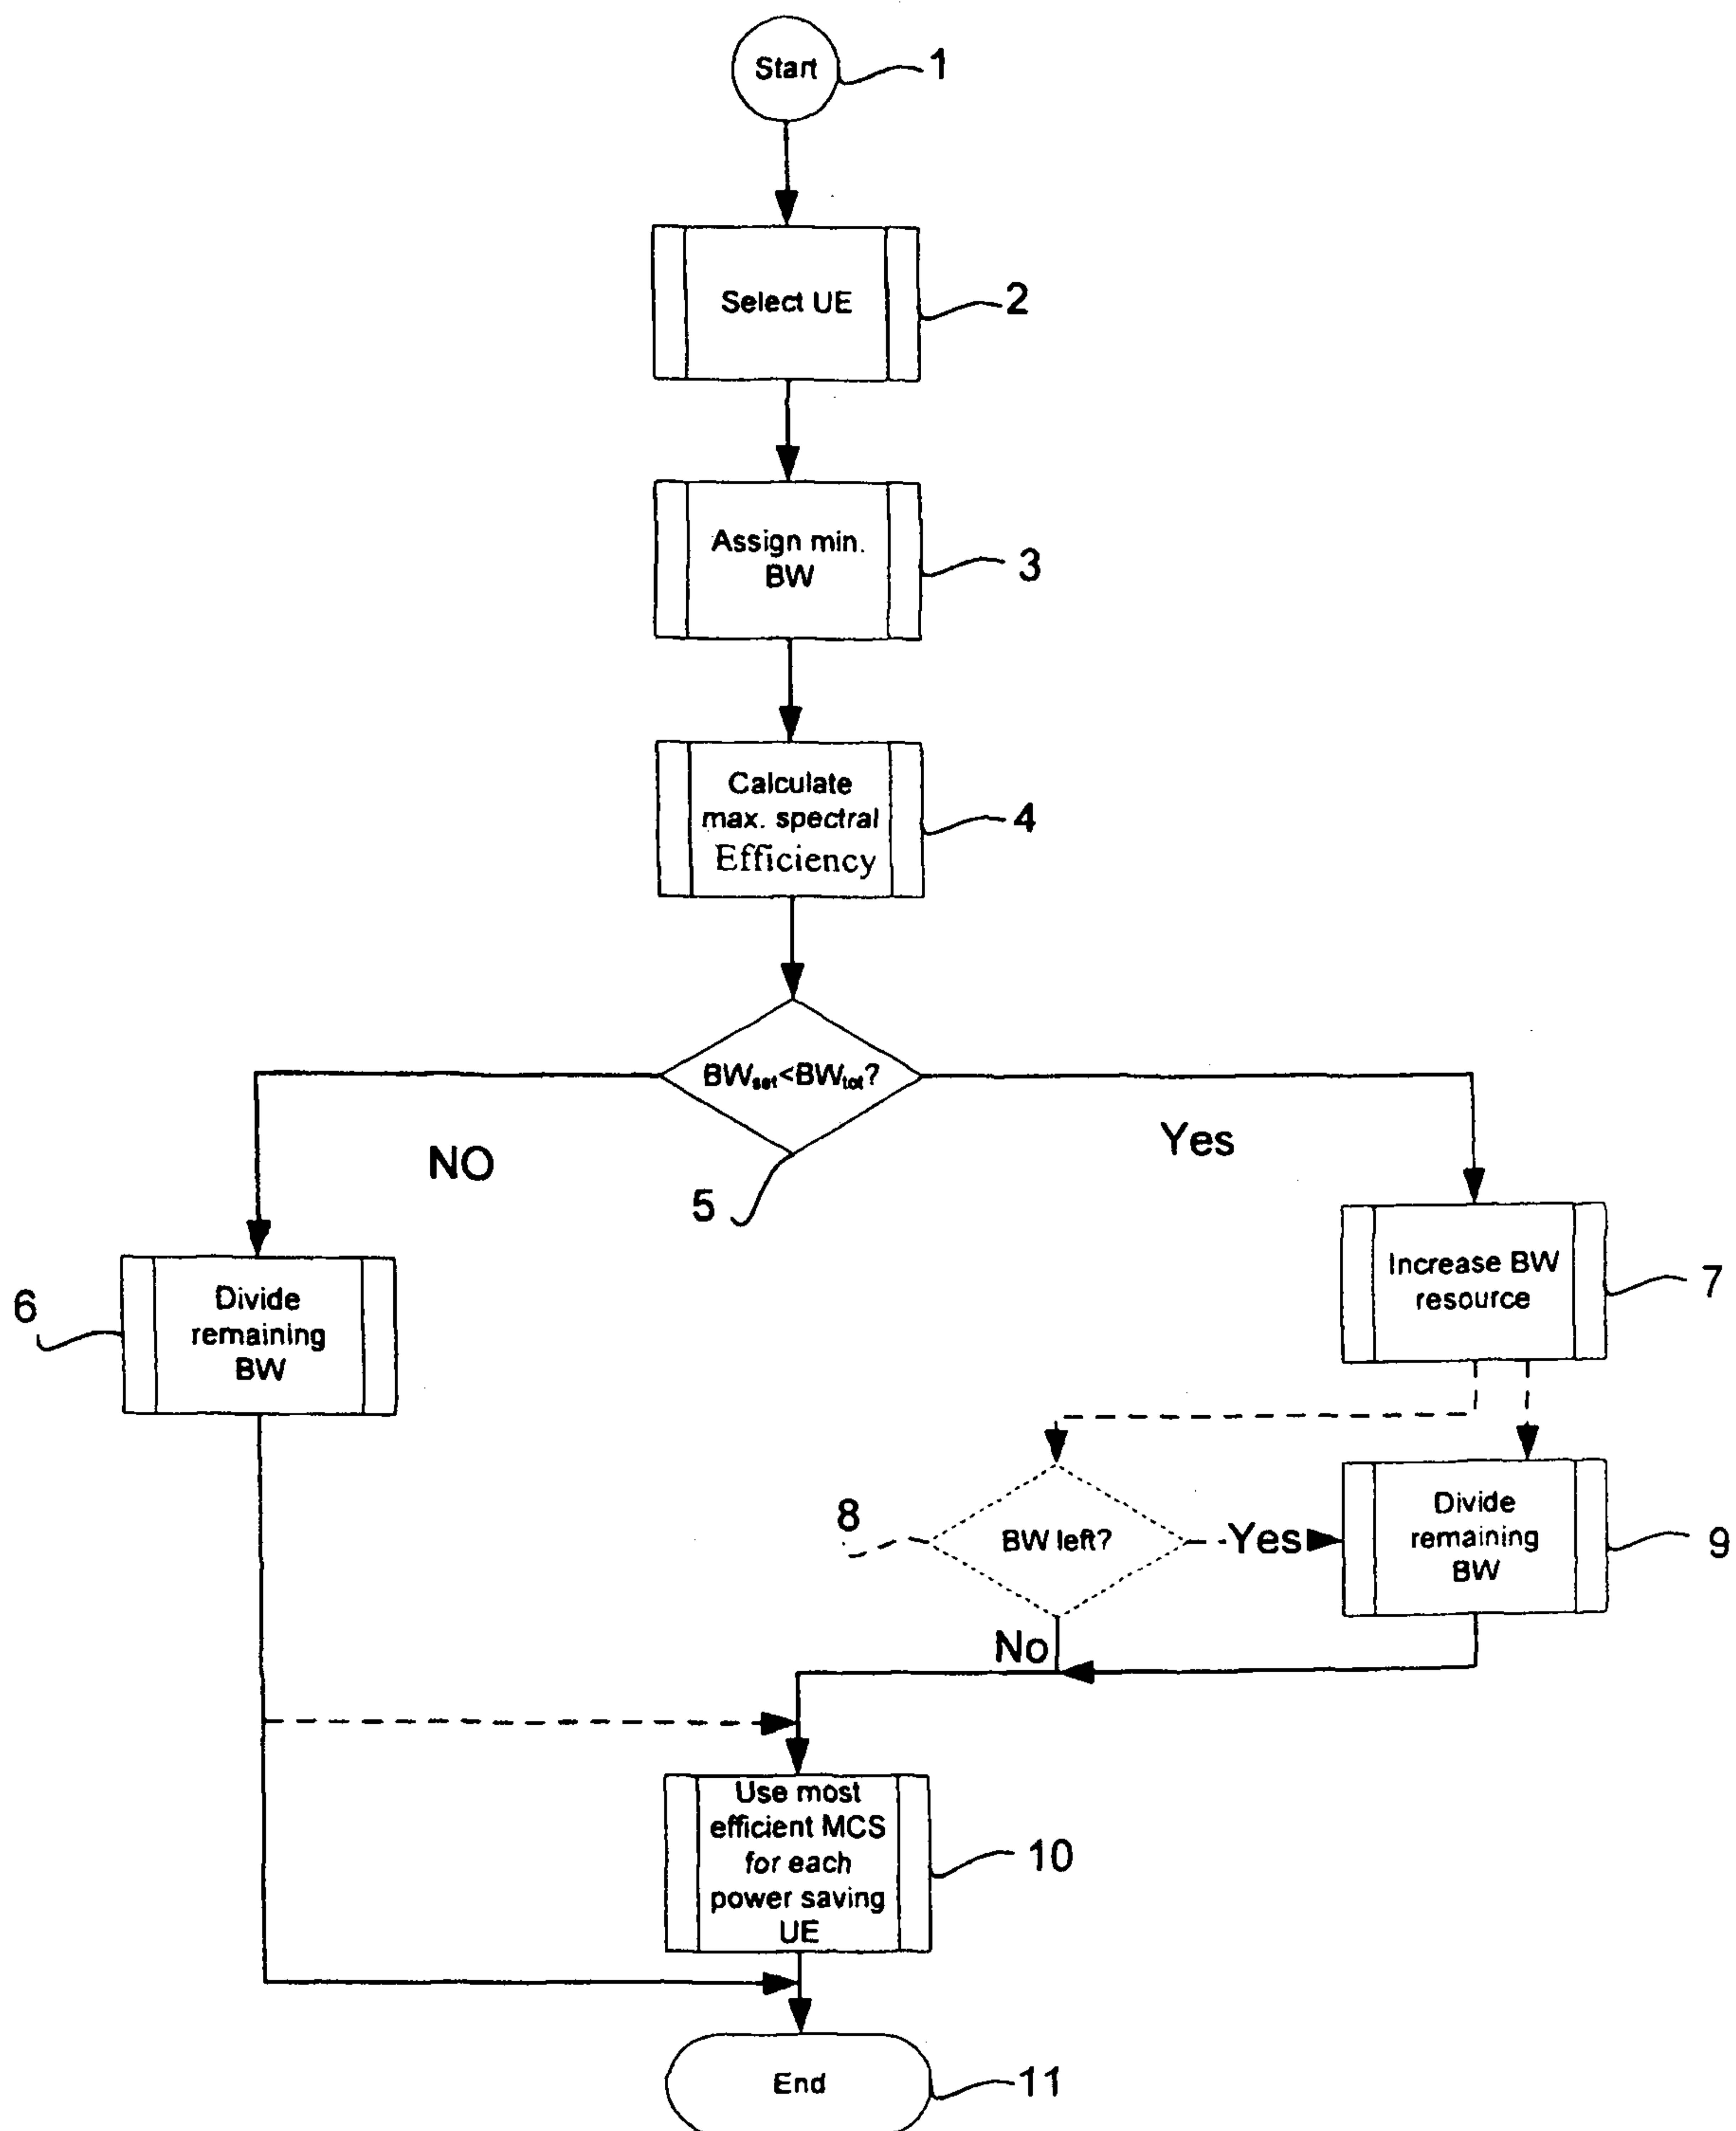 Start
1
Select UE
2
Assign min.
BW
3
Calculate
max. spectral
Efficiency
4
BWset<BWtot?
NO
Yes
5
Increase BW
resource
7
6
Divide
remaining
BW
8
BW left?
Yes
Divide
remaining
BW
9
No
Use most
efficient MCS
for each
power saving
UE
10
End
11